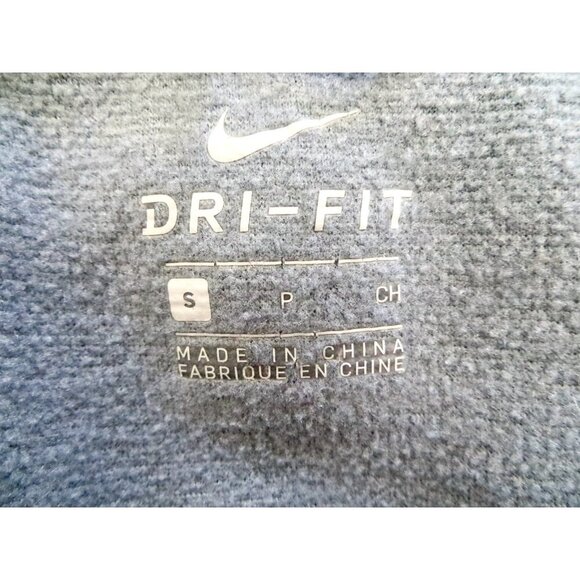 DRI-FIT
S P CH
MADE IN CHINA
FABRIQUE EN CHINE